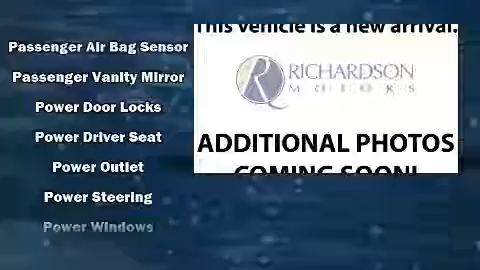 Passenger Air Bag Sensor
Passenger Vanity Mirror
Power Door Locks
Power Driver Seat
Power Outlet
Power Steering
Power Windows
This vehicle is a new arrival.
RICHARDSON
MOTORS
ADDITIONAL PHOTOS
COMING SOON!